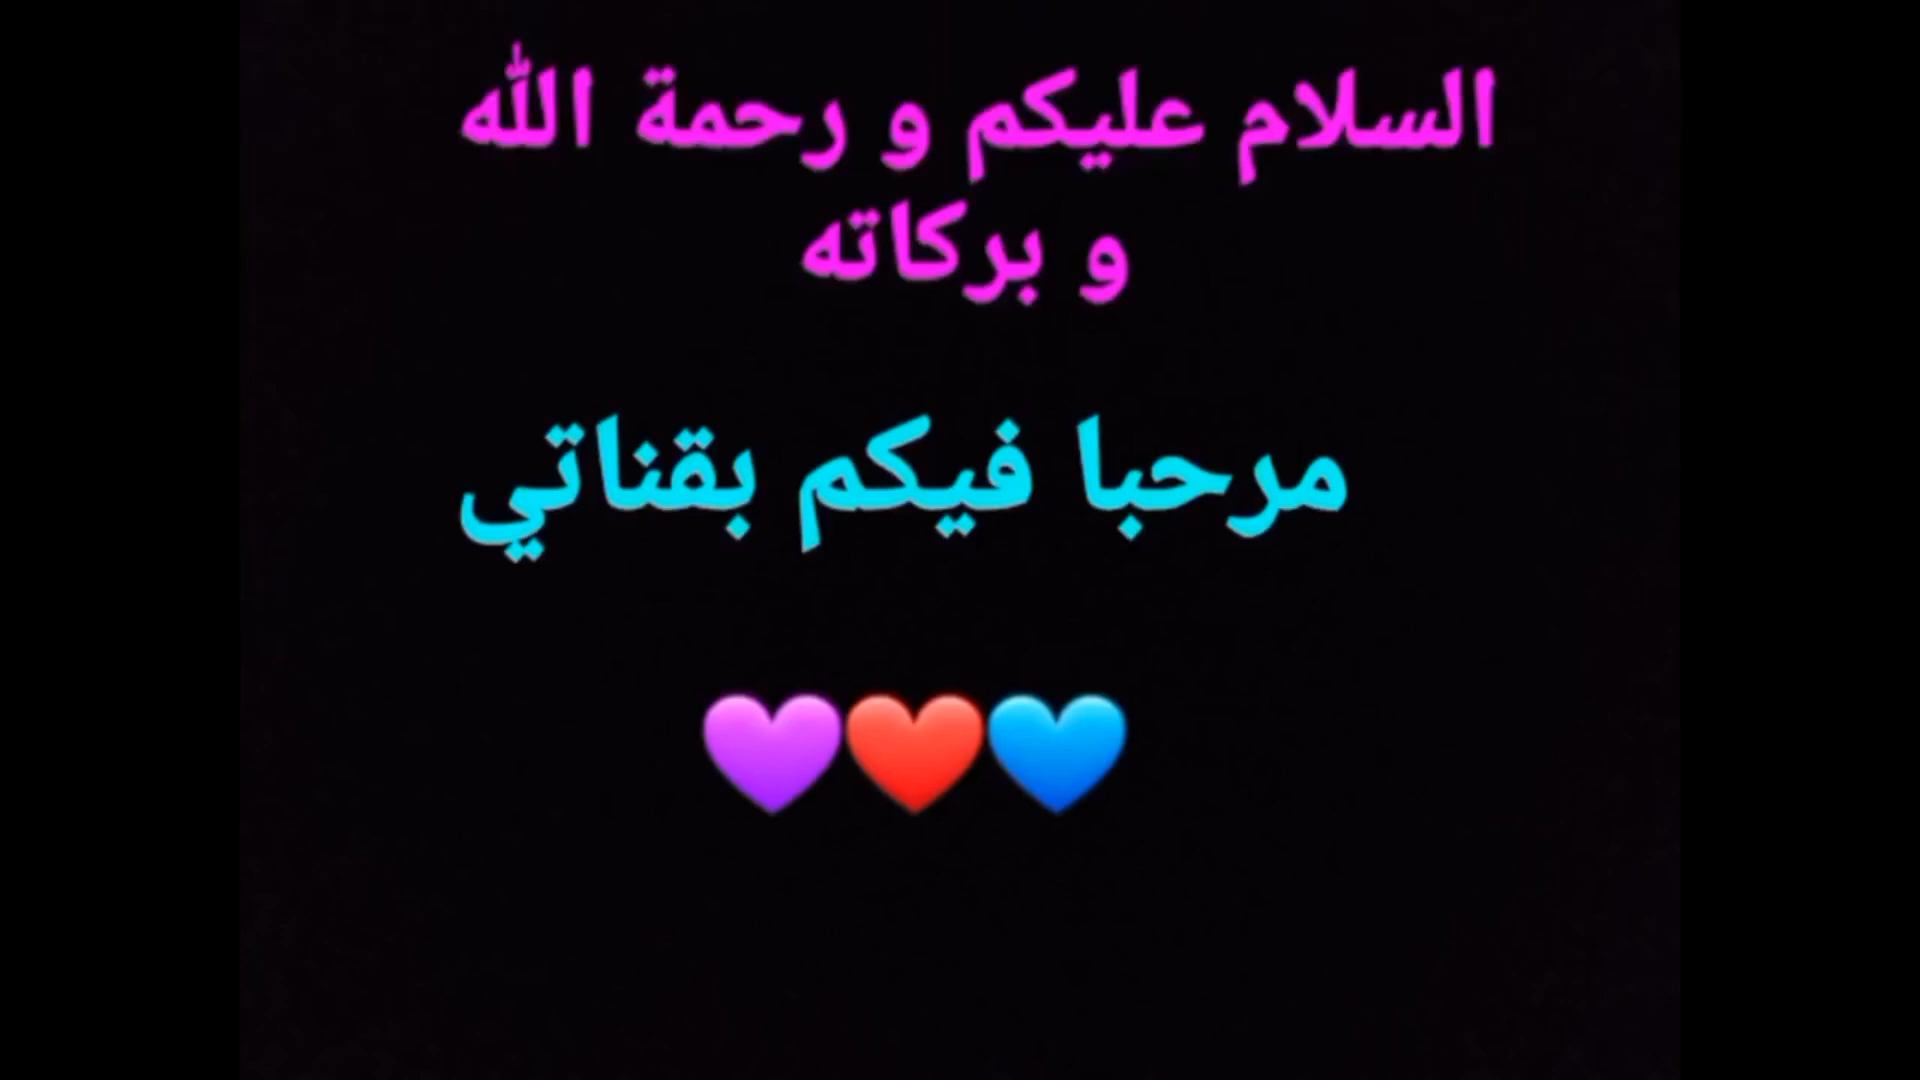 السلام عليكم و رحمة الله
و بركاته
مرحبا فيكم بقناتي
💜❤️💙